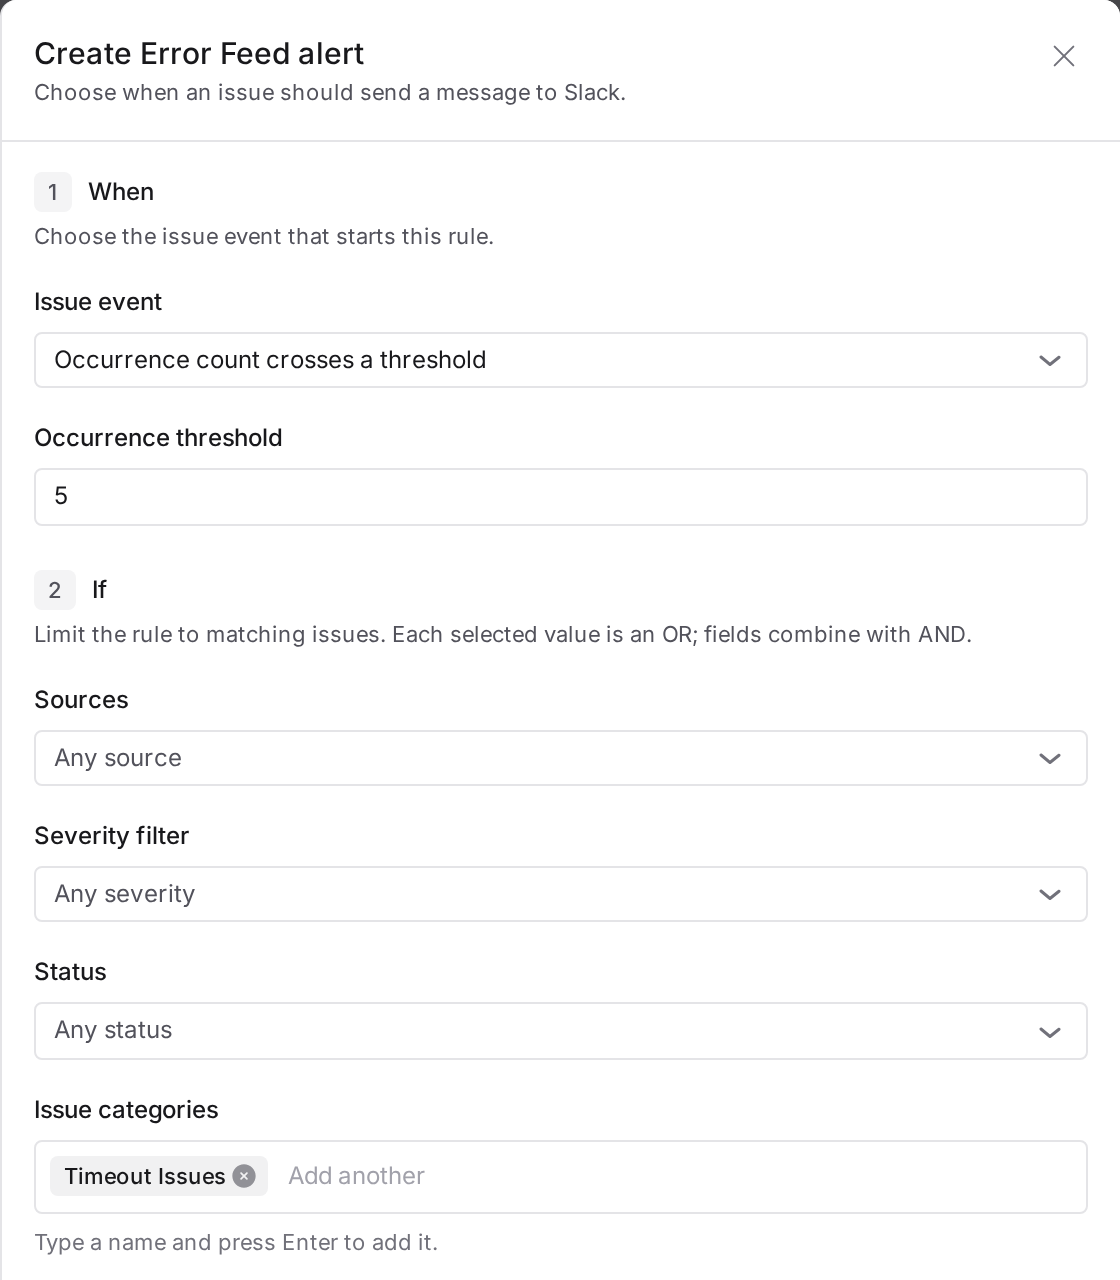 Create Error Feed alert
Choose when an issue should send a message to Slack.
1 When
Choose the issue event that starts this rule.
Issue event
Occurrence count crosses a threshold
Occurrence threshold
5
2 If
Limit the rule to matching issues. Each selected value is an OR; fields combine with AND.
Sources
Any source
Severity filter
Any severity
Status
Any status
Issue categories
Timeout Issues Add another
Type a name and press Enter to add it.